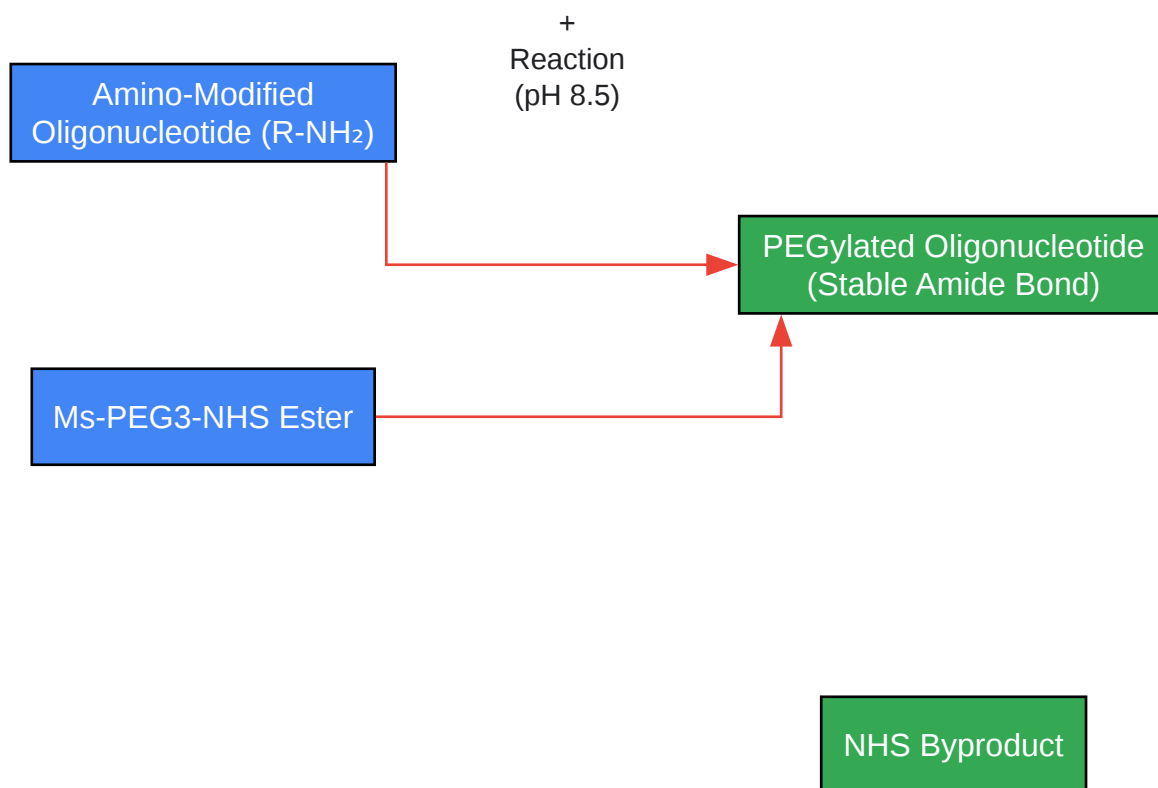 +
Reaction
(pH 8.5)
Amino-Modified
Oligonucleotide (R-NH₂)
PEGylated Oligonucleotide
(Stable Amide Bond)
Ms-PEG3-NHS Ester
NHS Byproduct